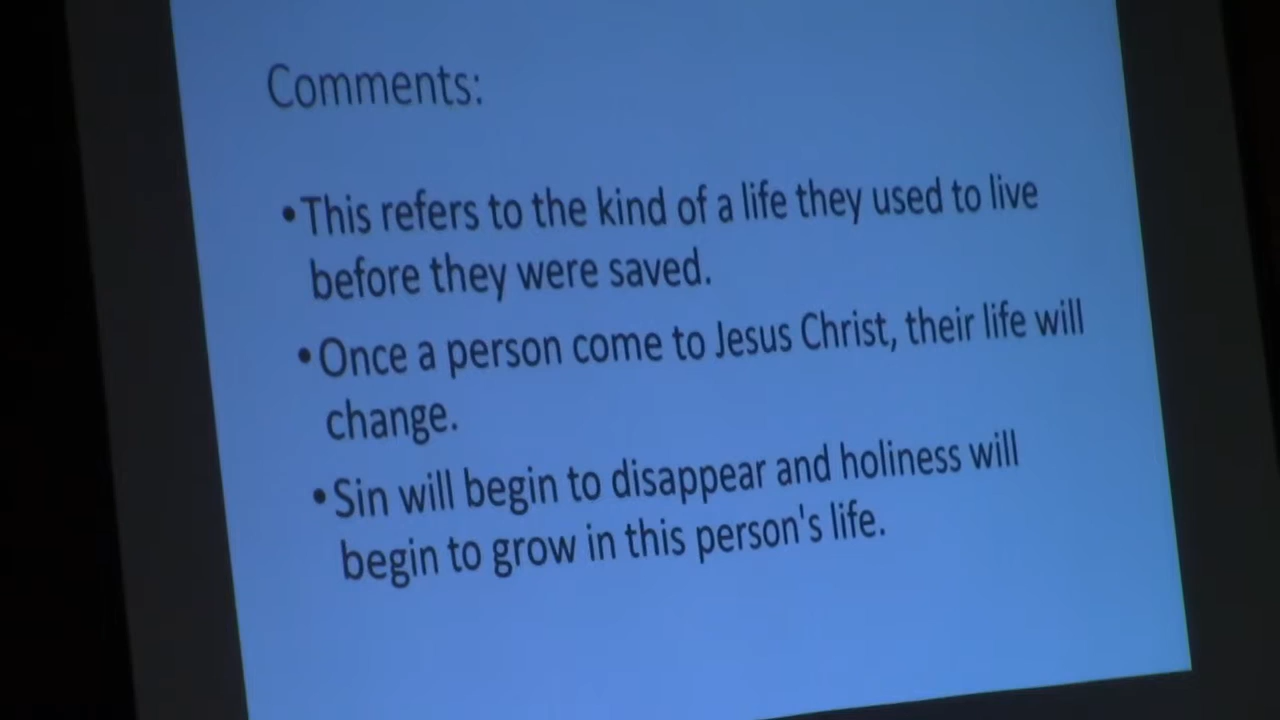 Comments:
•This refers to the kind of a life they used to live
before they were saved.
•Once a person come to Jesus Christ, their life will
change.
•Sin will begin to disappear and holiness will
begin to grow in this person's life.